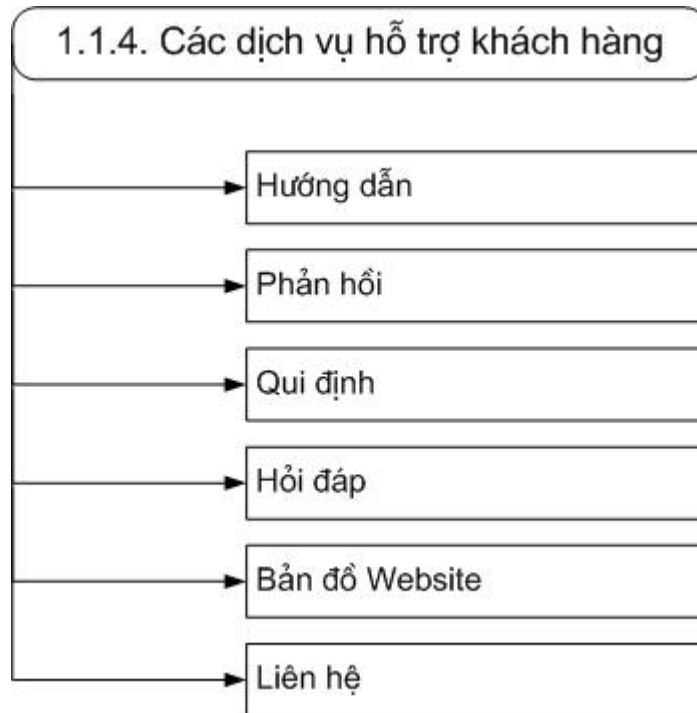 1.1.4. Các dịch vụ hỗ trợ khách hàng
Hướng dẫn
Phản hồi
Qui định
Hỏi đáp
Bản đồ Website
Liên hệ